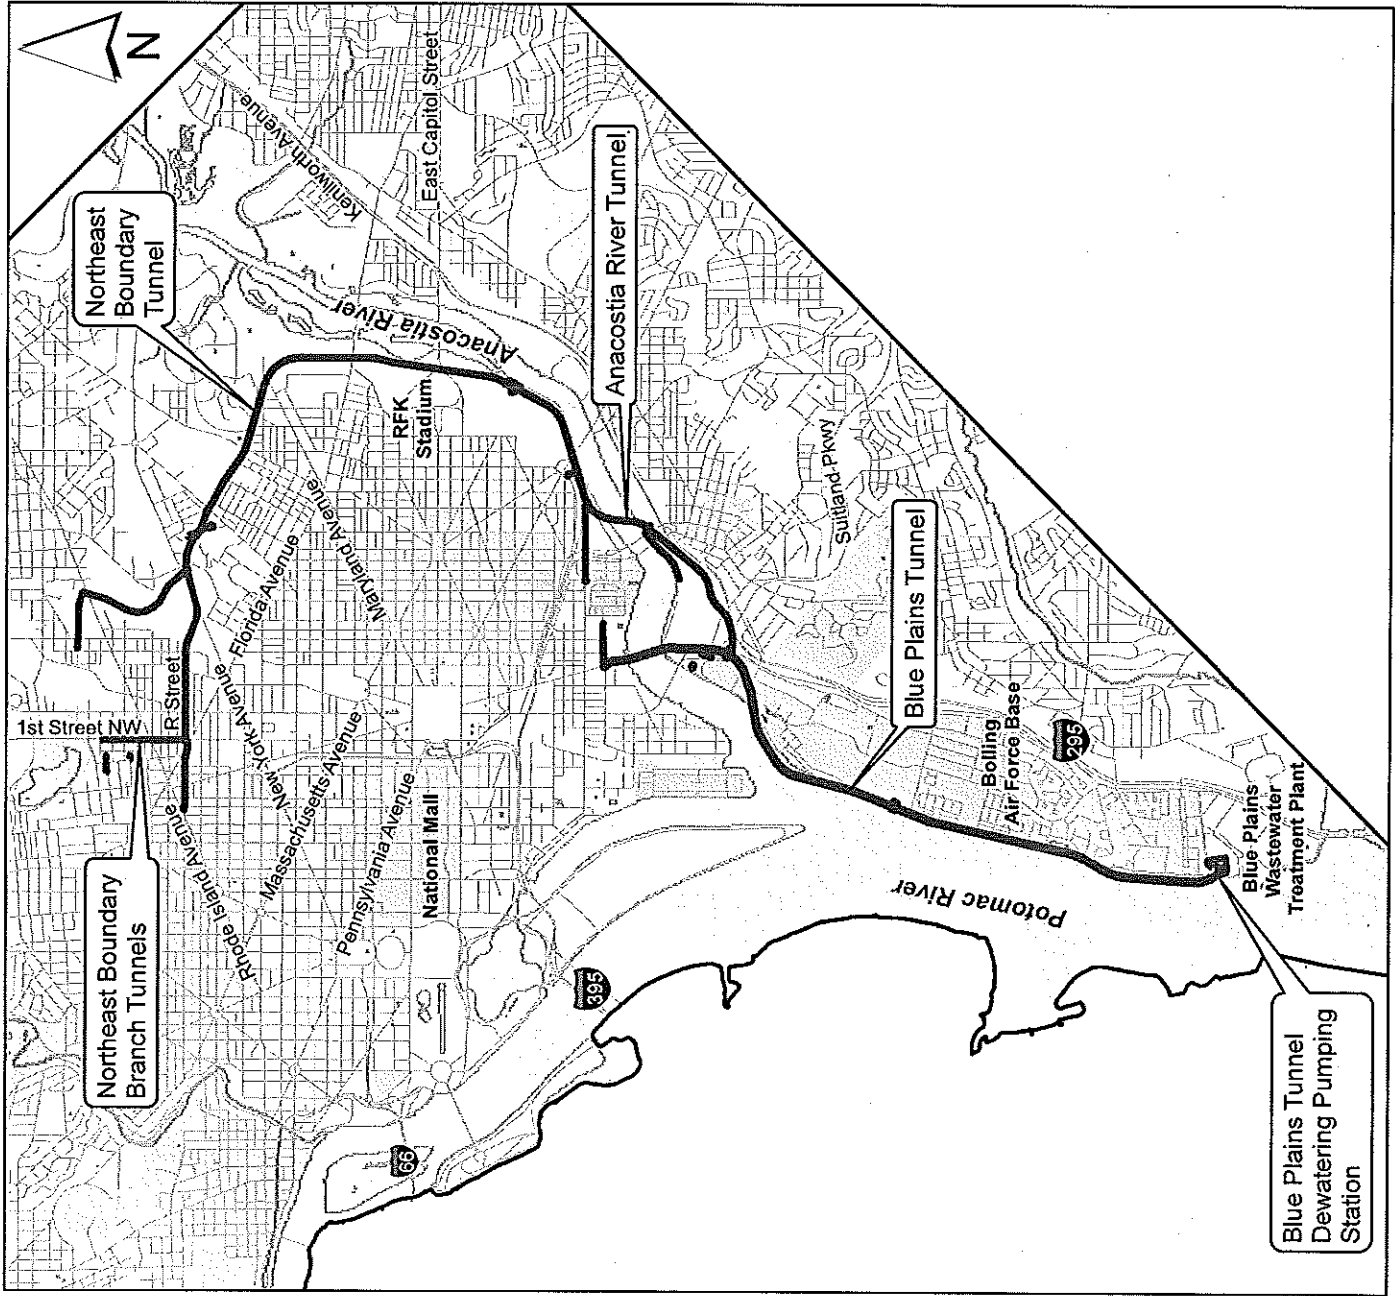 N
Northeast
Boundary
Tunnel
Kenilworth Avenue
East Capitol Street
Anacostia River
Anacostia River Tunnel
RFK
Stadium
Maryland Avenue
Florida Avenue
Suitland Pkwy
Blue Plains Tunnel
1st Street NW
R Street
New York Avenue
Massachusetts Avenue
Pennsylvania Avenue
Rhode Island Avenue
National Mall
Northeast Boundary
Branch Tunnels
Bolling
Air Force Base
295
Blue Plains
Wastewater
Treatment Plant
Potomac River
395
66
Blue Plains Tunnel
Dewatering Pumping
Station